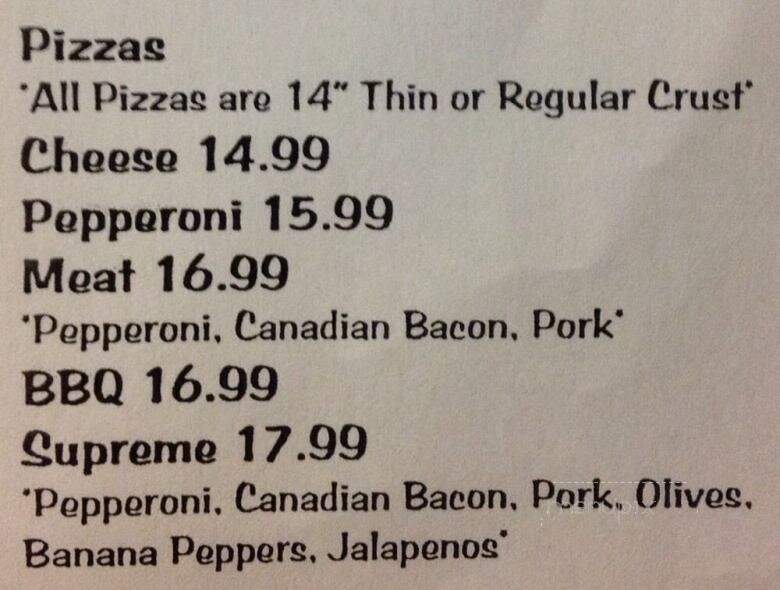 Pizzas
*All Pizzas are 14" Thin or Regular Crust*
Cheese 14.99
Pepperoni 15.99
Meat 16.99
*Pepperoni, Canadian Bacon, Pork*
BBQ 16.99
Supreme 17.99
*Pepperoni, Canadian Bacon, Pork, Olives,
Banana Peppers, Jalapenos*